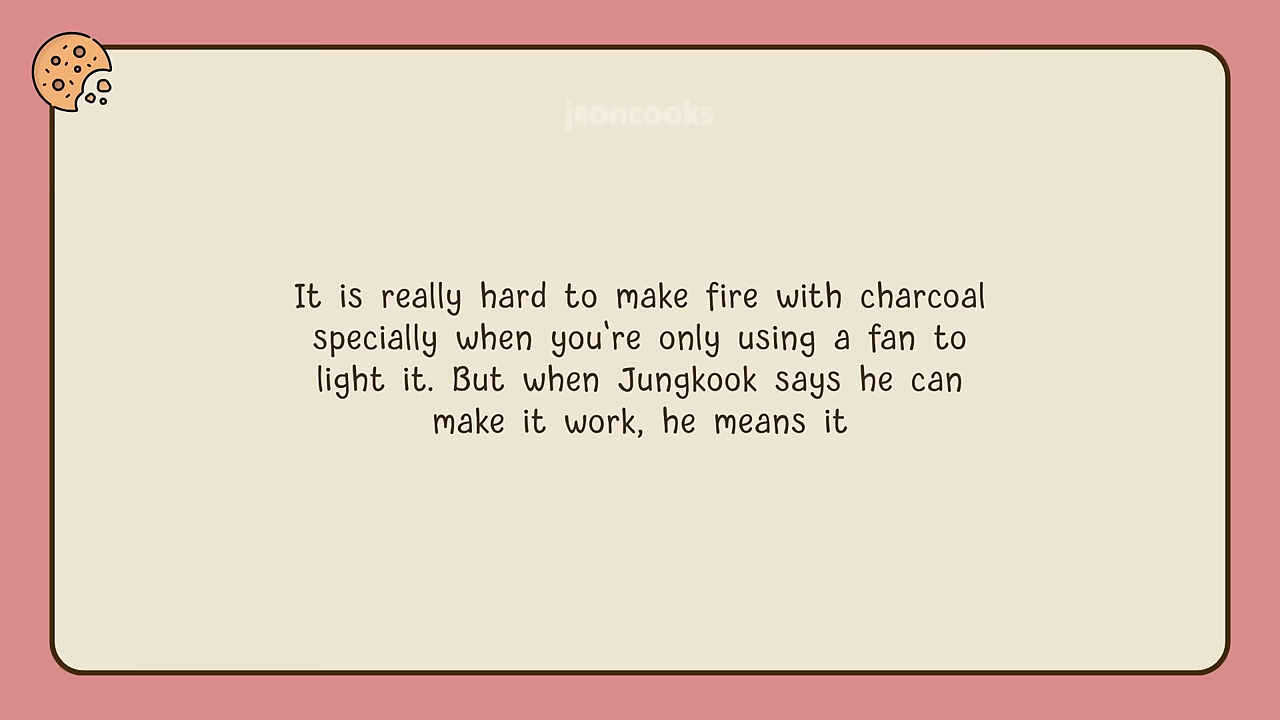 jeoncooks
It is really hard to make fire with charcoal
specially when you're only using a fan to
light it. But when Jungkook says he can
make it work, he means it